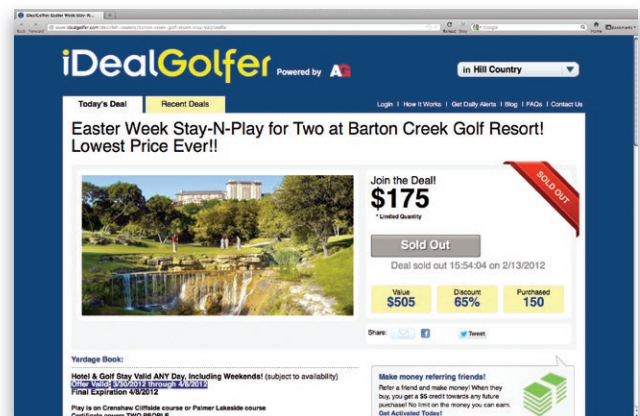 iDealGolfer Powered by AG
in Hill Country
Today's Deal Recent Deals
Login | How It Works | Get Daily Alerts | Blog | FAQs | Contact Us
Easter Week Stay-N-Play for Two at Barton Creek Golf Resort!
Lowest Price Ever!!
Join the Deal!
$175
* Limited Quantity
SOLD OUT
Sold Out
Deal sold out 15:54:04 on 2/13/2012
Value Discount Purchased
$505 65% 150
Share: Tweet
Yardage Book:
Hotel & Golf Stay Valid ANY Day, Including Weekends! (subject to availability)
Offer Valid: 3/30/2012 through 4/8/2012
Final Expiration 4/8/2012
Play is on Crenshaw Cliffside course or Palmer Lakeside course
Certificate covers TWO PEOPLE
Make money referring friends!
Refer a friend and make money! When they
buy, you get a $5 credit towards any future
purchase! No limit on the money you can earn.
Get Activated Today!